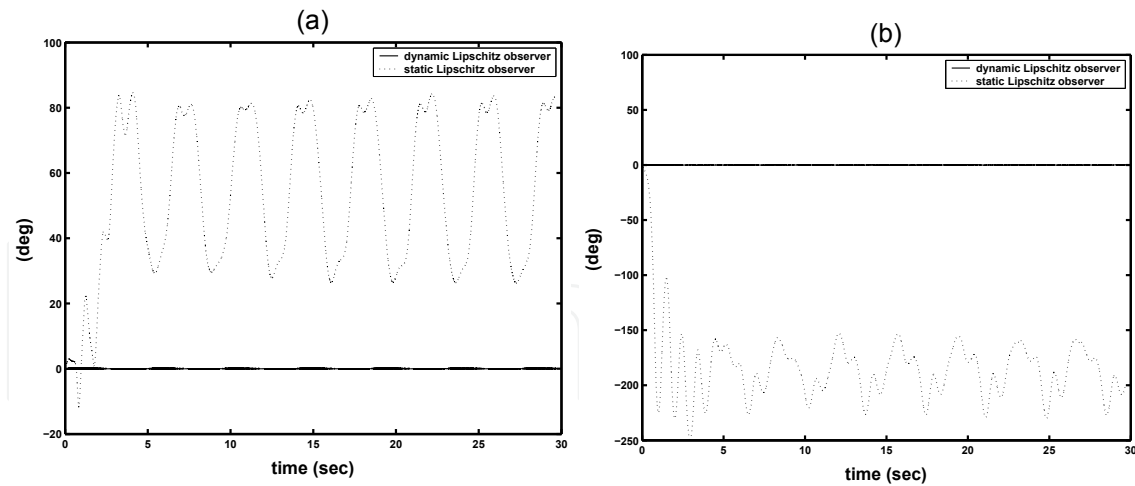 (a)
100
80
60
40
20
0
−20
(deg)
dynamic Lipschitz observer
static Lipschitz observer
0 5 10 15 20 25 30
time (sec)
(b)
100
50
0
−50
−100
−150
−200
−250
(deg)
dynamic Lipschitz observer
static Lipschitz observer
0 5 10 15 20 25 30
time (sec)